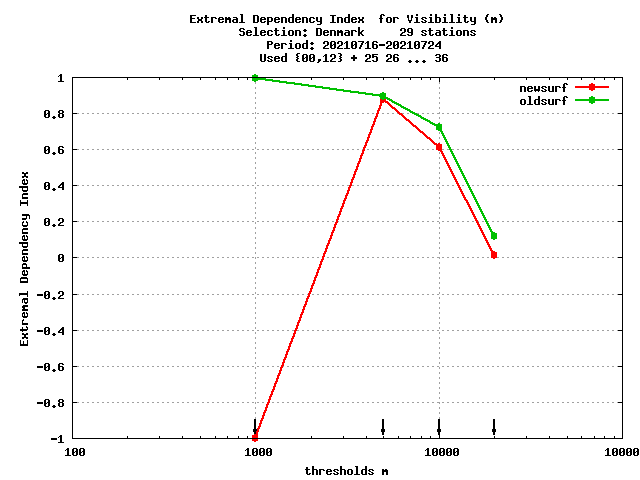 Extremal Dependency Index  for Visibility (m)
Selection: Denmark     29 stations
Period: 20210716-20210724
Used {00,12} + 25 26 ... 36
newsurf
oldsurf
Extremal Dependency Index
1
0.8
0.6
0.4
0.2
0
-0.2
-0.4
-0.6
-0.8
-1
100
1000
10000
10000
thresholds m